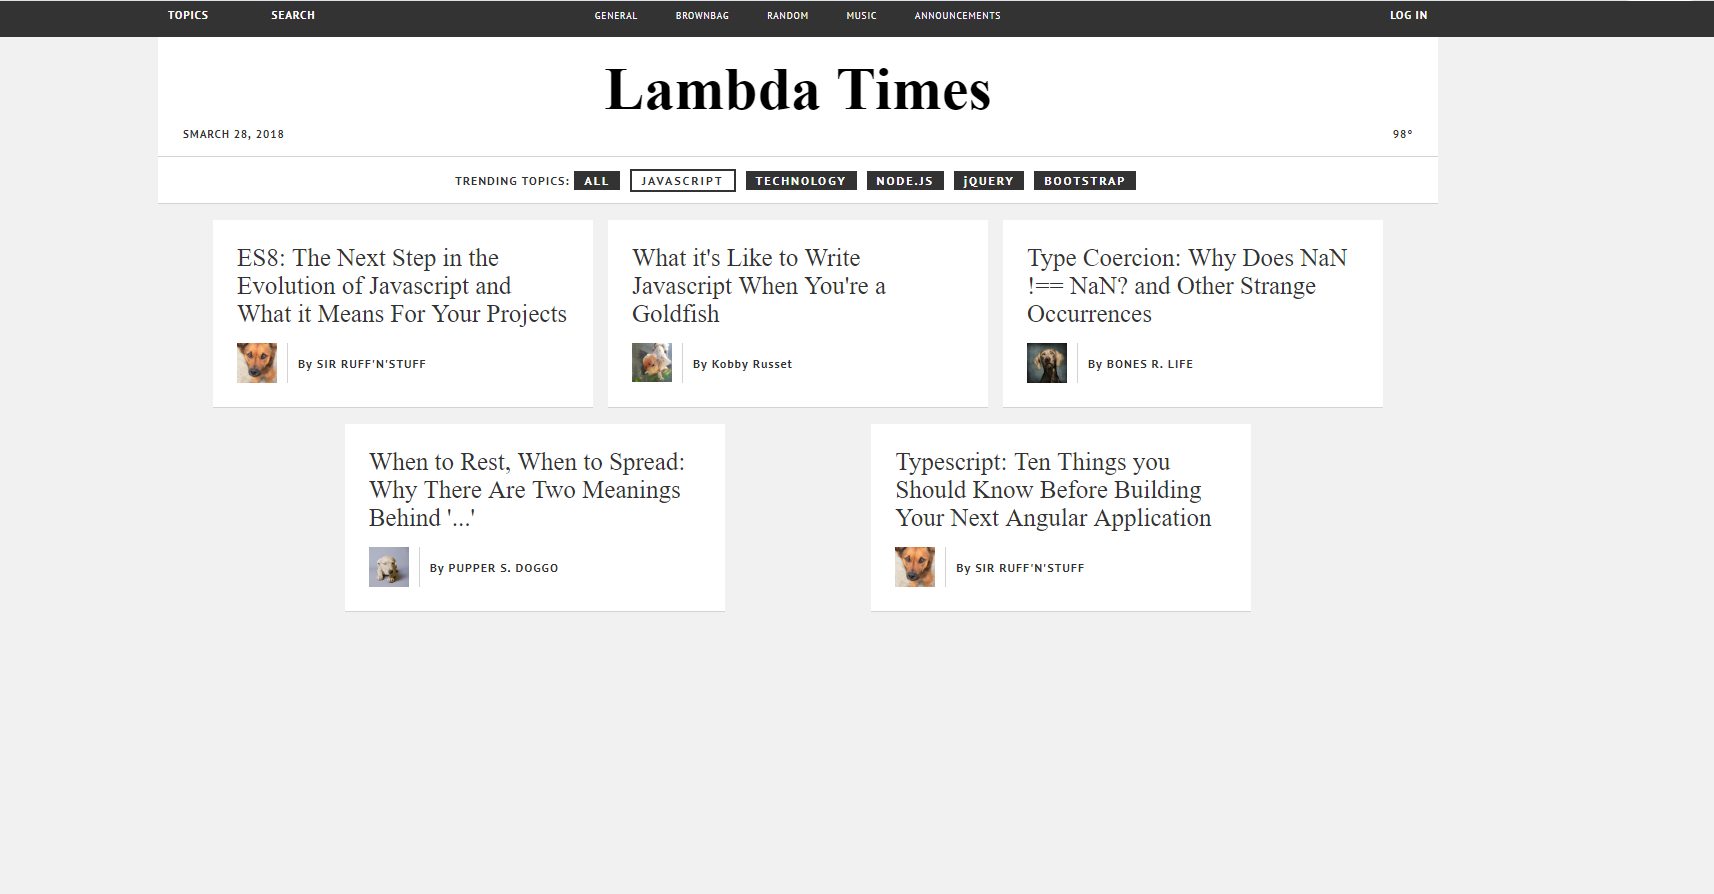 TOPICS SEARCH GENERAL BROWNBAG RANDOM MUSIC ANNOUNCEMENTS LOG IN
Lambda Times
SMARCH 28, 2018 98°
TRENDING TOPICS: ALL JAVASCRIPT TECHNOLOGY NODE.JS jQUERY BOOTSTRAP
ES8: The Next Step in the
Evolution of Javascript and
What it Means For Your Projects
By SIR RUFF'N'STUFF
What it's Like to Write
Javascript When You're a
Goldfish
By Kobby Russet
Type Coercion: Why Does NaN
!== NaN? and Other Strange
Occurrences
By BONES R. LIFE
When to Rest, When to Spread:
Why There Are Two Meanings
Behind '...'
By PUPPER S. DOGGO
Typescript: Ten Things you
Should Know Before Building
Your Next Angular Application
By SIR RUFF'N'STUFF